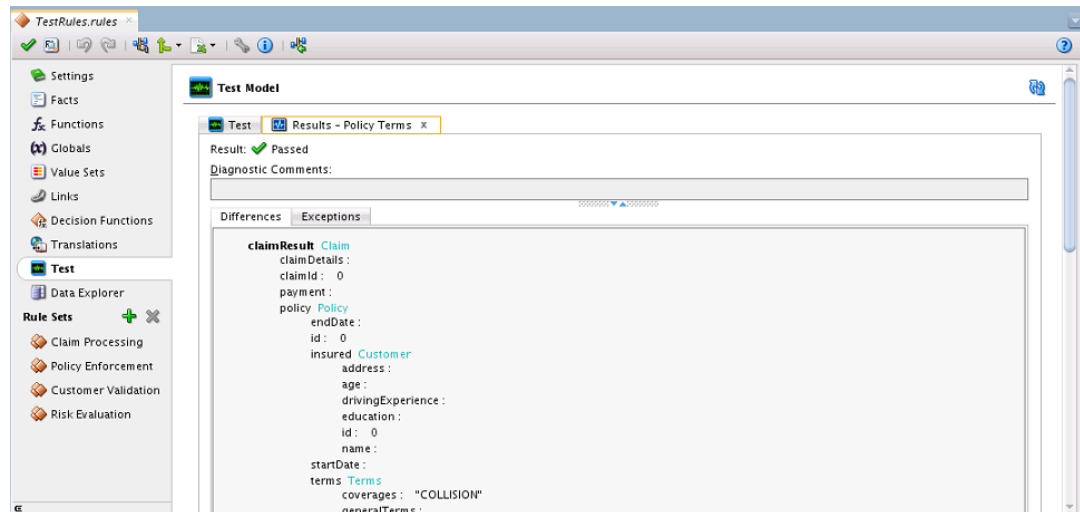 TestRules.rules
Settings
Facts
Functions
Globals
Value Sets
Links
Decision Functions
Translations
Test
Data Explorer
Rule Sets
Claim Processing
Policy Enforcement
Customer Validation
Risk Evaluation
Test Model
Test
Results - Policy Terms x
Result: Passed
Diagnostic Comments:
Differences
Exceptions
claimResult Claim
claimDetails :
claimId : 0
payment :
policy Policy
endDate :
id : 0
insured Customer
address :
age :
drivingExperience :
education :
id : 0
name :
startDate :
terms Terms
coverages : "COLLISION"
generalTerms :